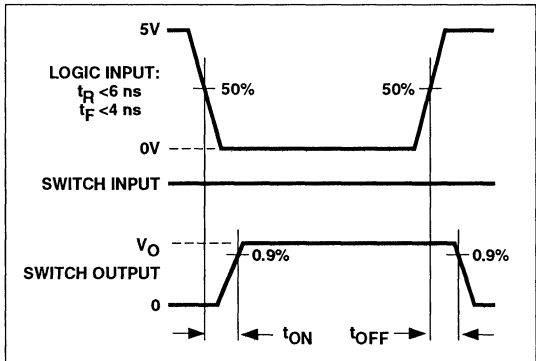 5V
LOGIC INPUT:
tR <6 ns
tF <4 ns
50%
50%
0V
SWITCH INPUT
VO
SWITCH OUTPUT
0.9%
0.9%
0
tON
tOFF